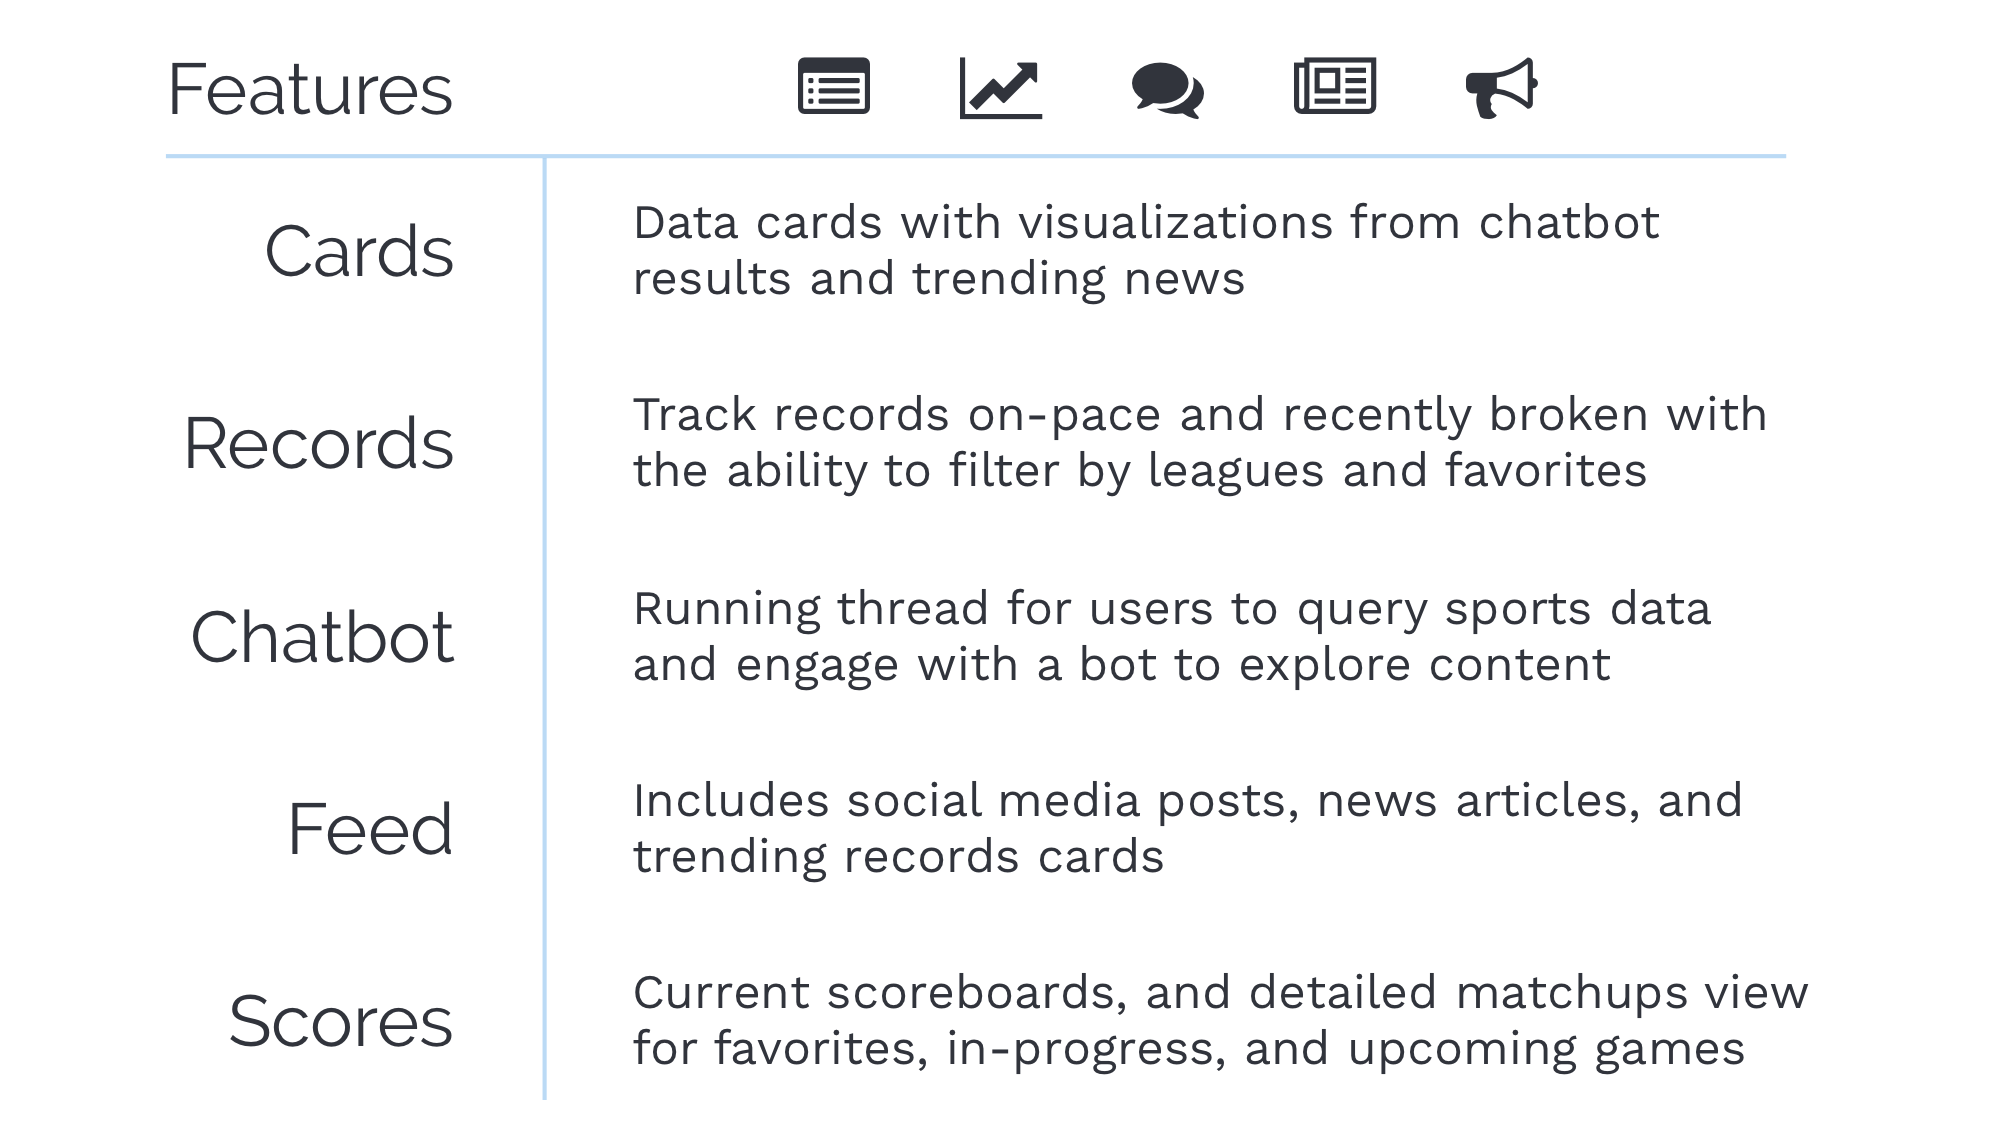 Features
Cards
Data cards with visualizations from chatbot
results and trending news
Records
Track records on-pace and recently broken with
the ability to filter by leagues and favorites
Chatbot
Running thread for users to query sports data
and engage with a bot to explore content
Feed
Includes social media posts, news articles, and
trending records cards
Scores
Current scoreboards, and detailed matchups view
for favorites, in-progress, and upcoming games